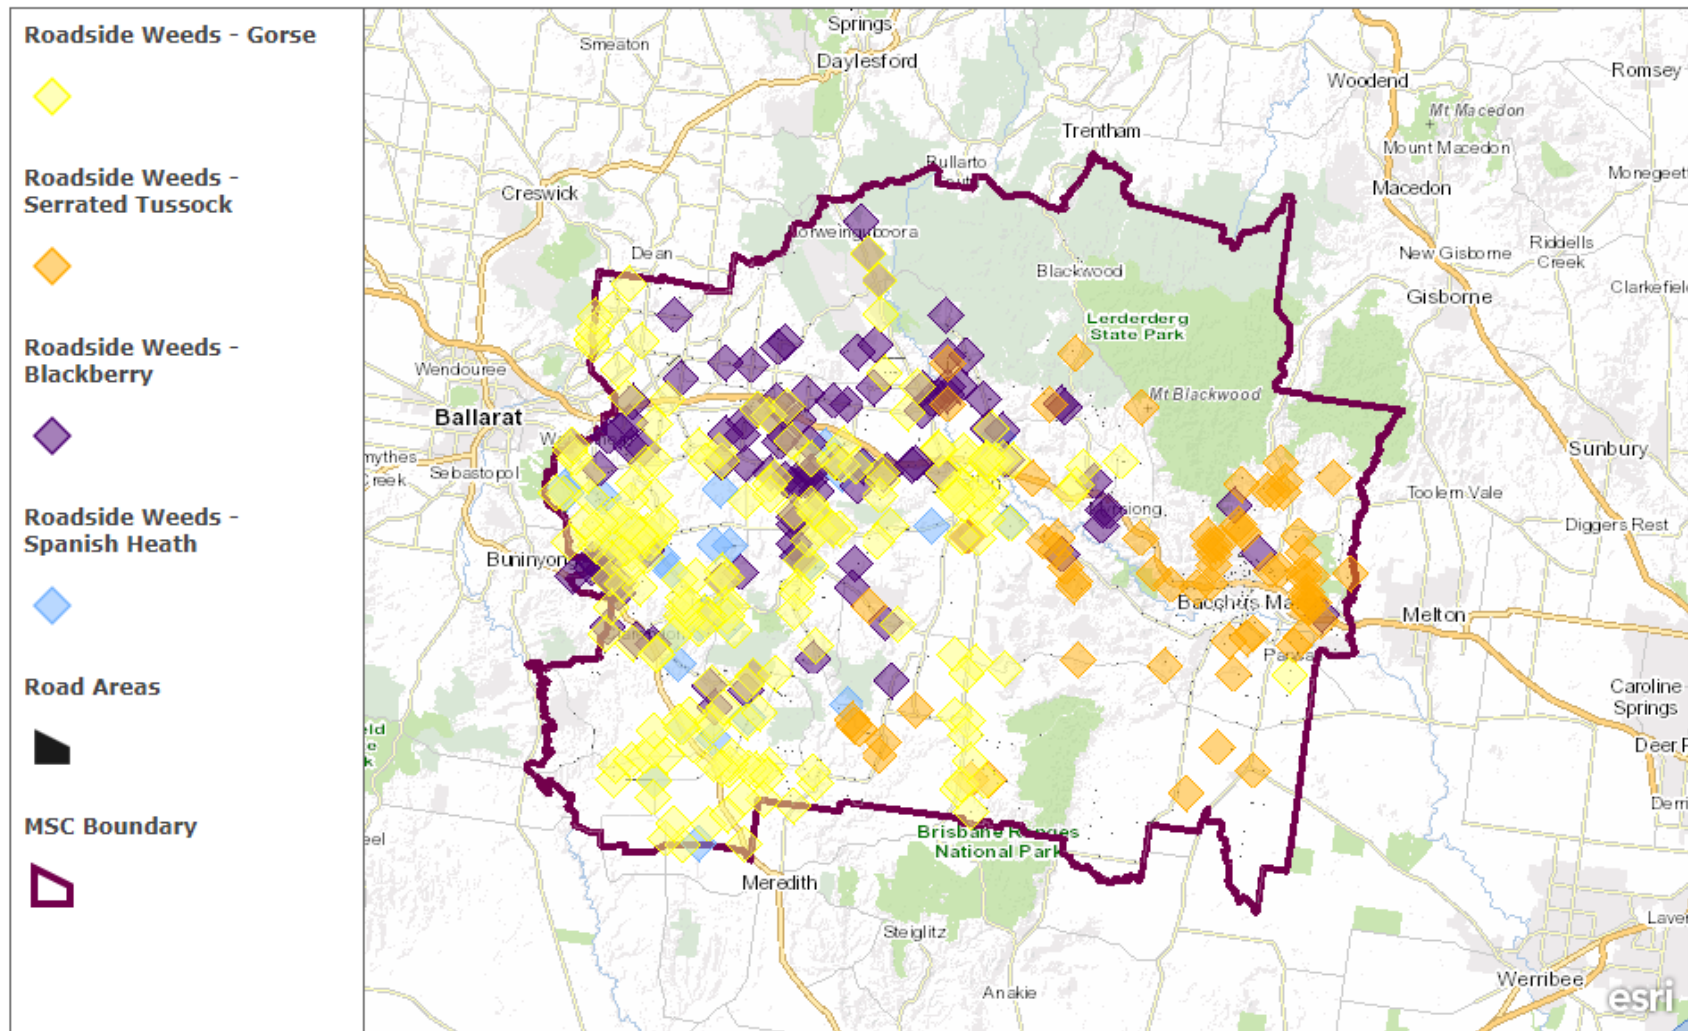 Roadside Weeds - Gorse
Roadside Weeds -
Serrated Tussock
Roadside Weeds -
Blackberry
Roadside Weeds -
Spanish Heath
Road Areas
MSC Boundary
Springs
Smeaton
Daylesford
Woodend
Romsey
Mt Macedon
Trentham
Mount Macedon
Bullarto
Creswick
Macedon
Dean
New Gisborne
Riddells
Creek
Blackwood
Gisborne
Lerderderg
State Park
Wendouree
Mt Blackwood
Ballarat
Sunbury
Sebastopol
Creek
Toolern Vale
Diggers Rest
Buninyong
Melton
Caroline
Springs
Brisbane Ranges
National Park
Meredith
Steiglitz
Anakie
Werribee
esri